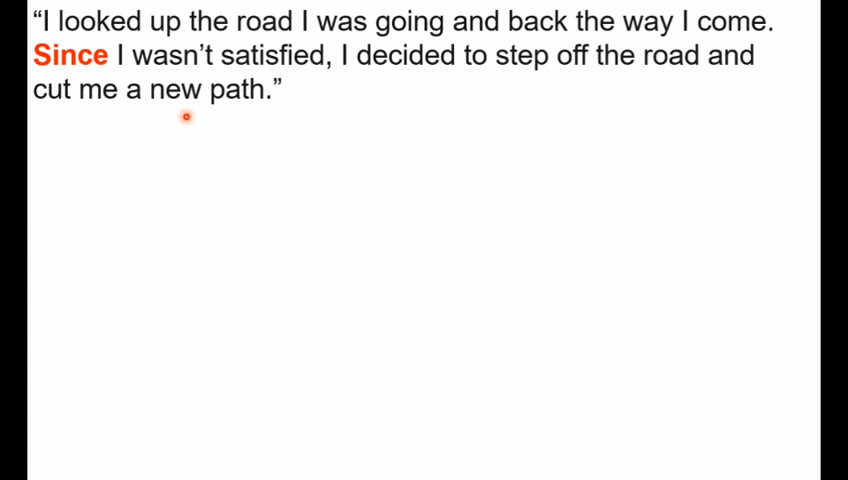 “I looked up the road I was going and back the way I come.
Since I wasn’t satisfied, I decided to step off the road and
cut me a new path.”